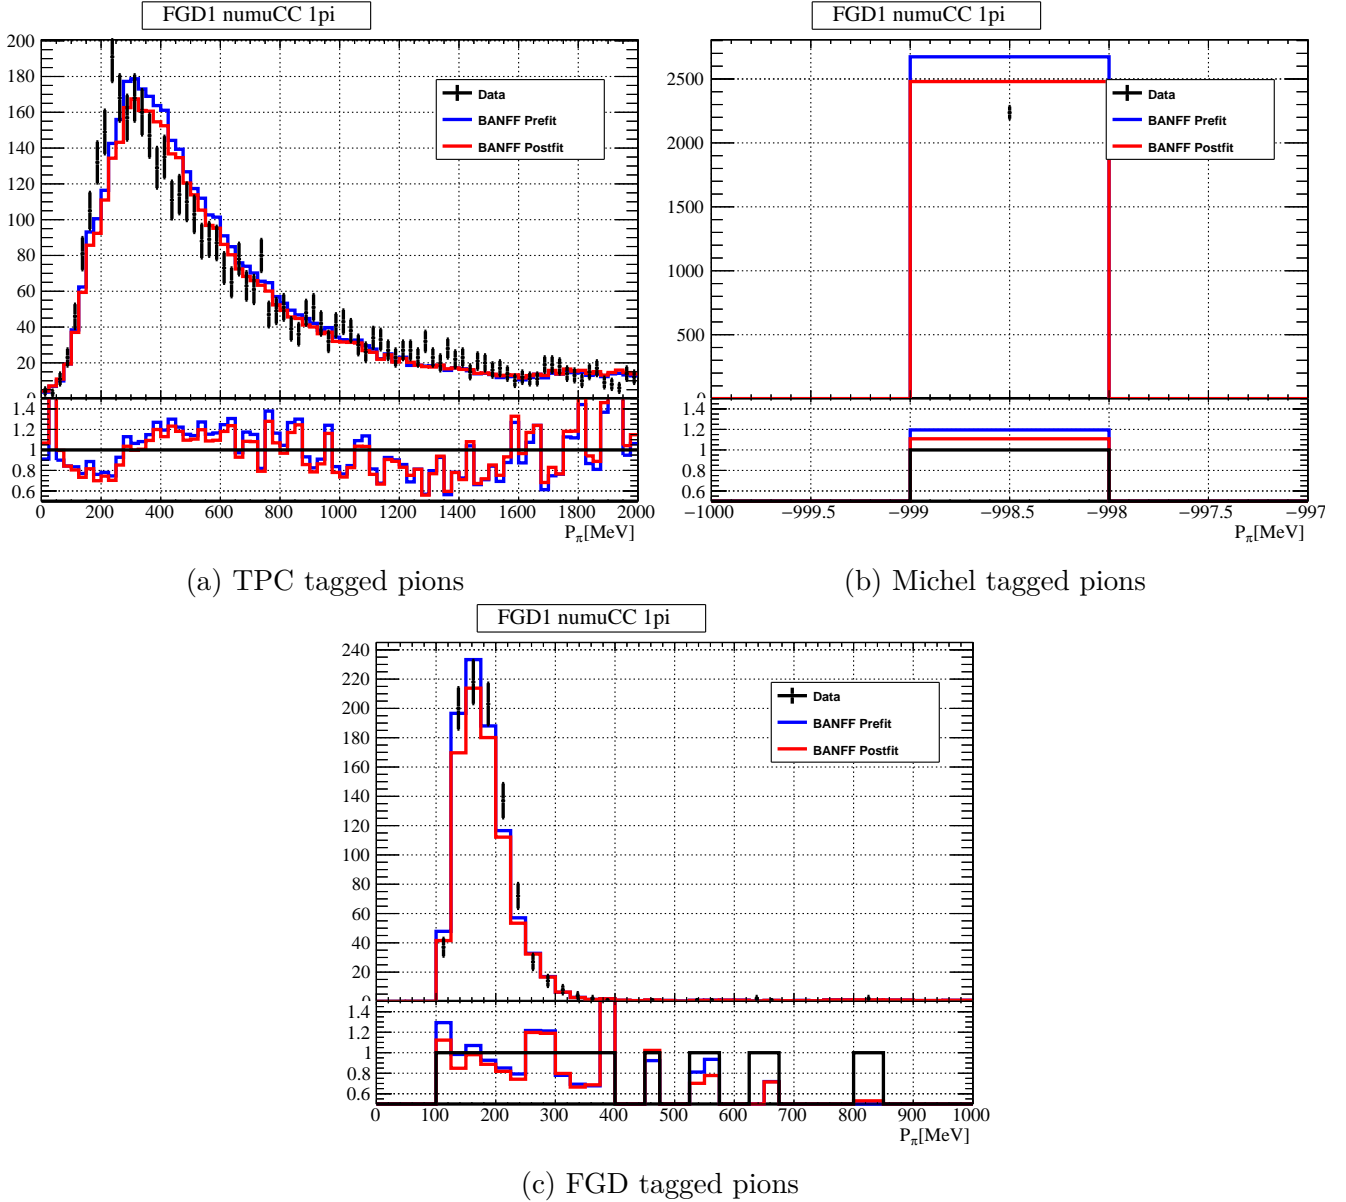 FGD1 numuCC 1pi
200
180
160
140
120
100
80
60
40
20
Data
BANFF Prefit
BANFF Postfit
1.4
1.2
1
0.8
0.6
0 200 400 600 800 1000 1200 1400 1600 1800 2000
Pπ[MeV]
(a) TPC tagged pions
FGD1 numuCC 1pi
2500
2000
1500
1000
500
0
Data
BANFF Prefit
BANFF Postfit
1.4
1.2
1
0.8
0.6
−1000 −999.5 −999 −998.5 −998 −997.5 −997
Pπ[MeV]
(b) Michel tagged pions
FGD1 numuCC 1pi
240
220
200
180
160
140
120
100
80
60
40
20
0
Data
BANFF Prefit
BANFF Postfit
1.4
1.2
1
0.8
0.6
0 100 200 300 400 500 600 700 800 900 1000
Pπ[MeV]
(c) FGD tagged pions